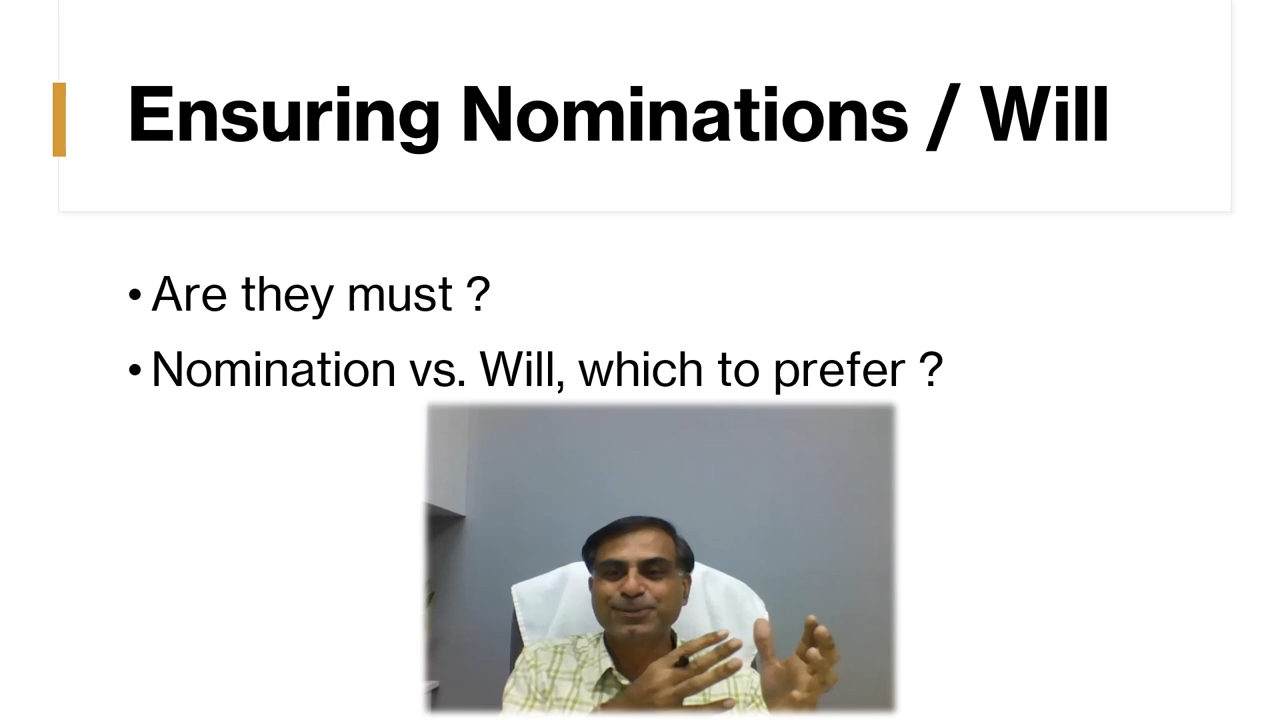 Ensuring Nominations / Will
• Are they must ?
• Nomination vs. Will, which to prefer ?